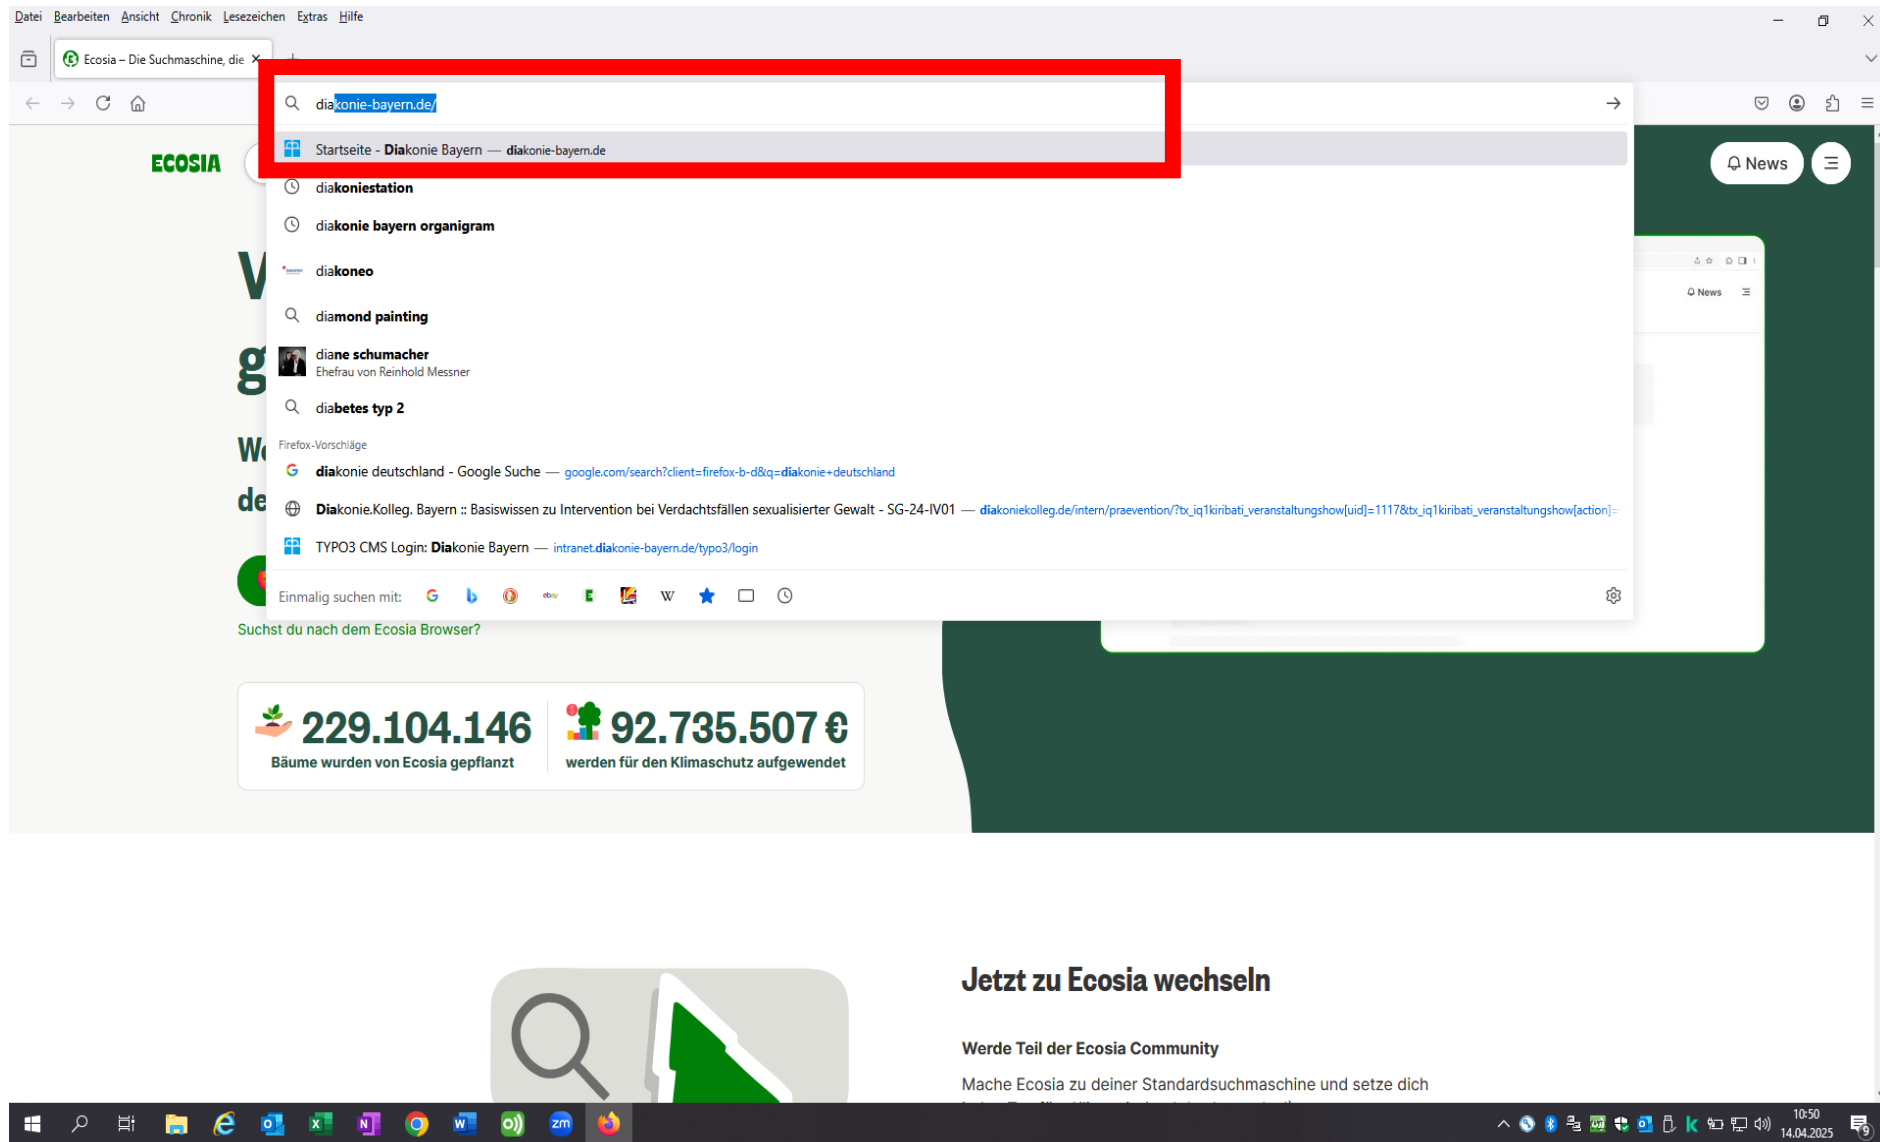 Datei Bearbeiten Ansicht Chronik Lesezeichen Extras Hilfe
Ecosia – Die Suchmaschine, die
diakonie-bayern.de/
Startseite - Diakonie Bayern — diakonie-bayern.de
ECOSIA
News
diakoniestation
diakonie bayern organigram
diakoneo
News
diamond painting
diane schumacher
Ehefrau von Reinhold Messner
diabetes typ 2
Firefox-Vorschläge
diakonie deutschland - Google Suche — google.com/search?client=firefox-b-d&q=diakonie+deutschland
Diakonie.Kolleg. Bayern :: Basiswissen zu Intervention bei Verdachtsfällen sexualisierter Gewalt - SG-24-IV01 — diakoniekolleg.de/intern/praevention/?tx_iq1kiribati_veranstaltungshow[uid]=1117&tx_iq1kiribati_veranstaltungshow[action]=
TYPO3 CMS Login: Diakonie Bayern — intranet.diakonie-bayern.de/typo3/login
Einmalig suchen mit:
Suchst du nach dem Ecosia Browser?
229.104.146
Bäume wurden von Ecosia gepflanzt
92.735.507 €
werden für den Klimaschutz aufgewendet
Jetzt zu Ecosia wechseln
Werde Teil der Ecosia Community
Mache Ecosia zu deiner Standardsuchmaschine und setze dich
10:50
14.04.2025